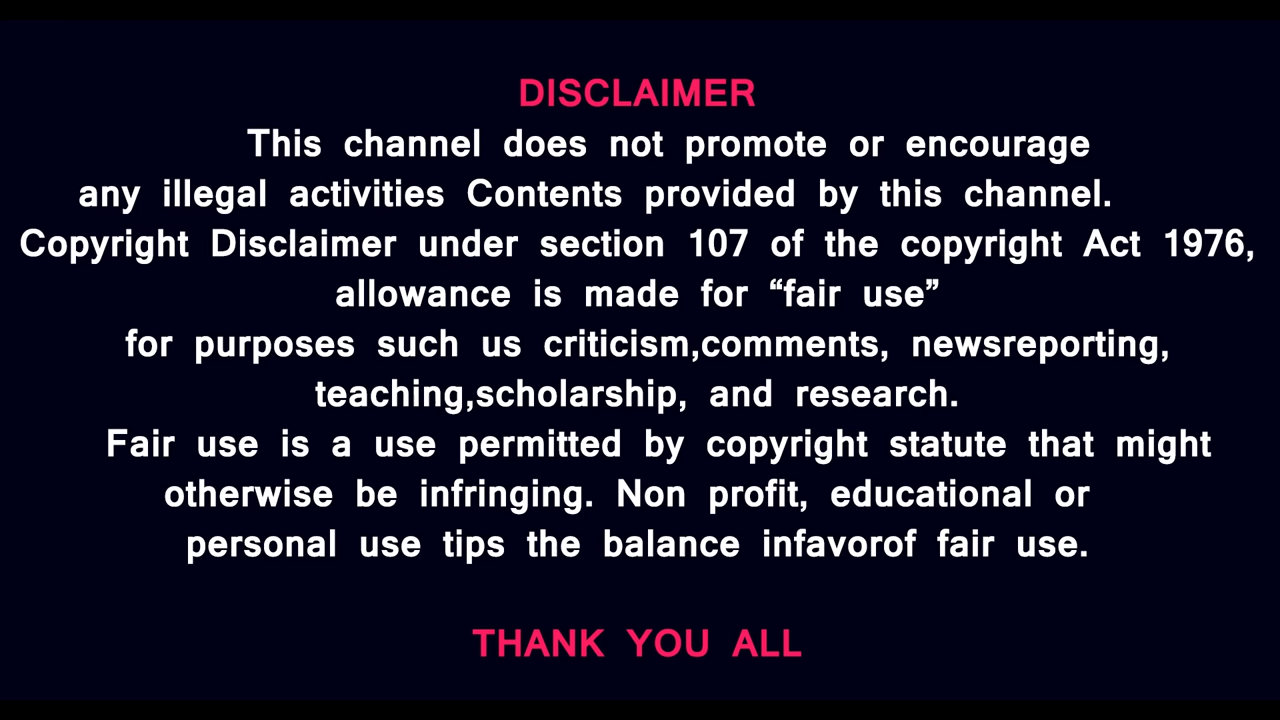 DISCLAIMER
This channel does not promote or encourage
any illegal activities Contents provided by this channel.
Copyright Disclaimer under section 107 of the copyright Act 1976,
allowance is made for “fair use”
for purposes such us criticism,comments, newsreporting,
teaching,scholarship, and research.
Fair use is a use permitted by copyright statute that might
otherwise be infringing. Non profit, educational or
personal use tips the balance infavorof fair use.
THANK YOU ALL